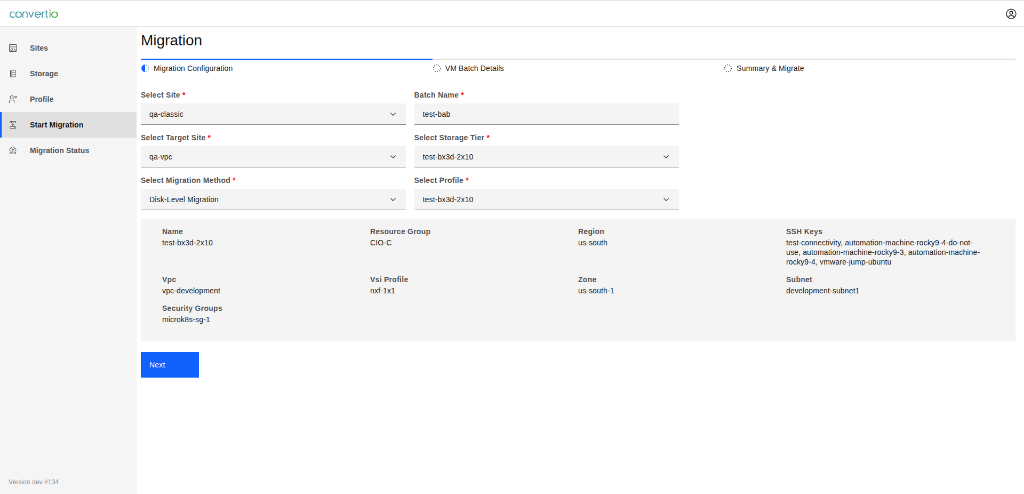 convertio
Sites
Storage
Profile
Start Migration
Migration Status
Version dev #134
Migration
Migration Configuration
VM Batch Details
Summary & Migrate
Select Site *
qa-classic
Batch Name *
test-bab
Select Target Site *
qa-vpc
Select Storage Tier *
test-bx3d-2x10
Select Migration Method *
Disk-Level Migration
Select Profile *
test-bx3d-2x10
Name
test-bx3d-2x10
Resource Group
CIO-C
Region
us-south
SSH Keys
test-connectivity, automation-machine-rocky9-4-do-not-
use, automation-machine-rocky9-3, automation-machine-
rocky9-4, vmware-jump-ubuntu
Vpc
vpc-development
Vsi Profile
nxf-1x1
Zone
us-south-1
Subnet
development-subnet1
Security Groups
microk8s-sg-1
Next